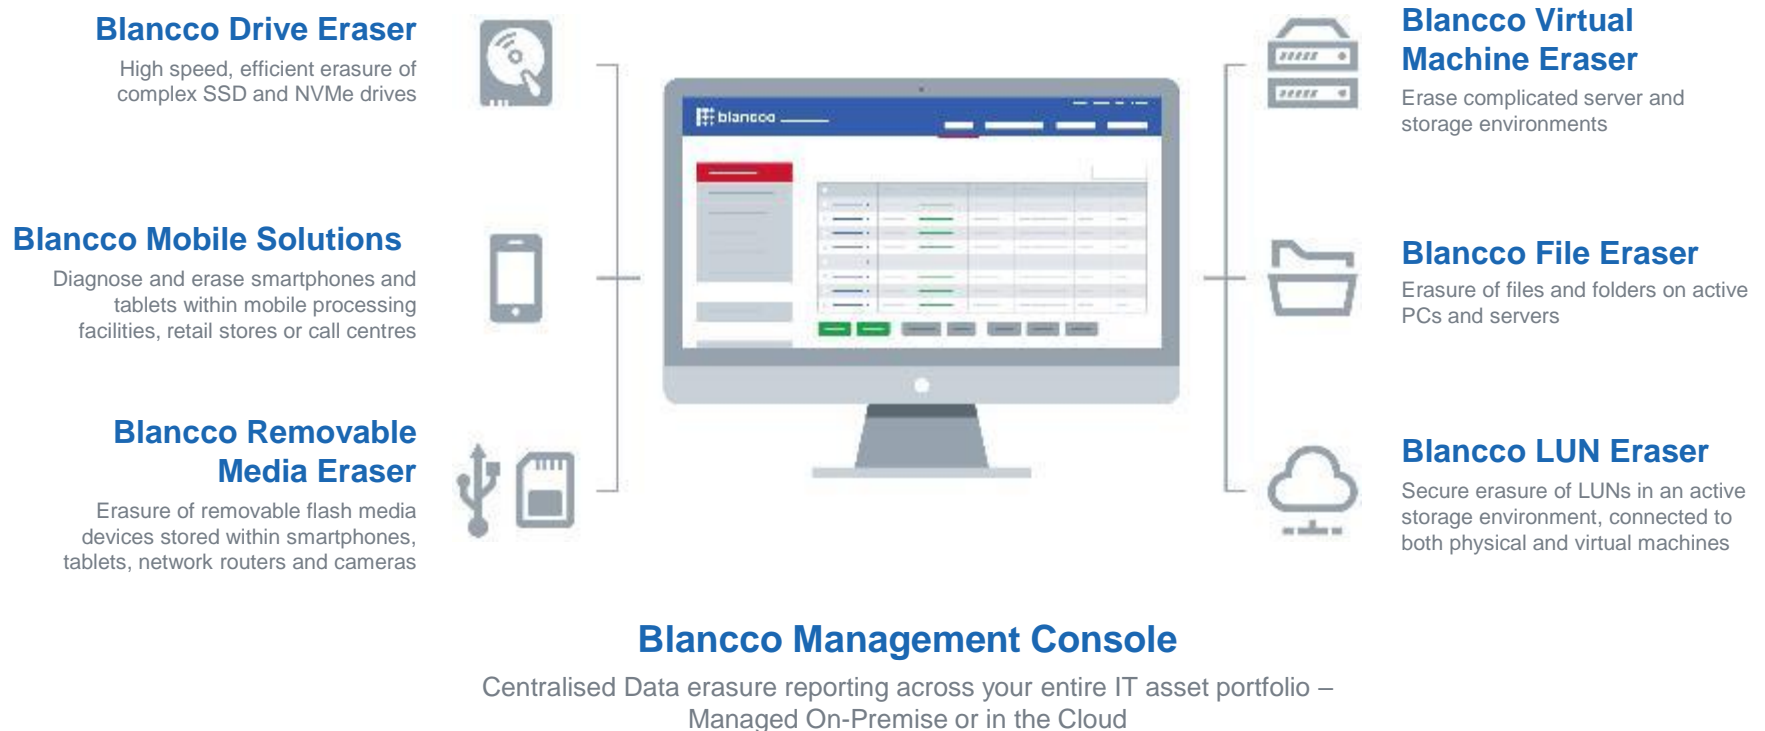 Blancco Drive Eraser
High speed, efficient erasure of
complex SSD and NVMe drives
Blancco Mobile Solutions
Diagnose and erase smartphones and
tablets within mobile processing
facilities, retail stores or call centres
Blancco Removable
Media Eraser
Erasure of removable flash media
devices stored within smartphones,
tablets, network routers and cameras
blancco
Blancco Virtual
Machine Eraser
Erase complicated server and
storage environments
Blancco File Eraser
Erasure of files and folders on active
PCs and servers
Blancco LUN Eraser
Secure erasure of LUNs in an active
storage environment, connected to
both physical and virtual machines
Blancco Management Console
Centralised Data erasure reporting across your entire IT asset portfolio –
Managed On-Premise or in the Cloud